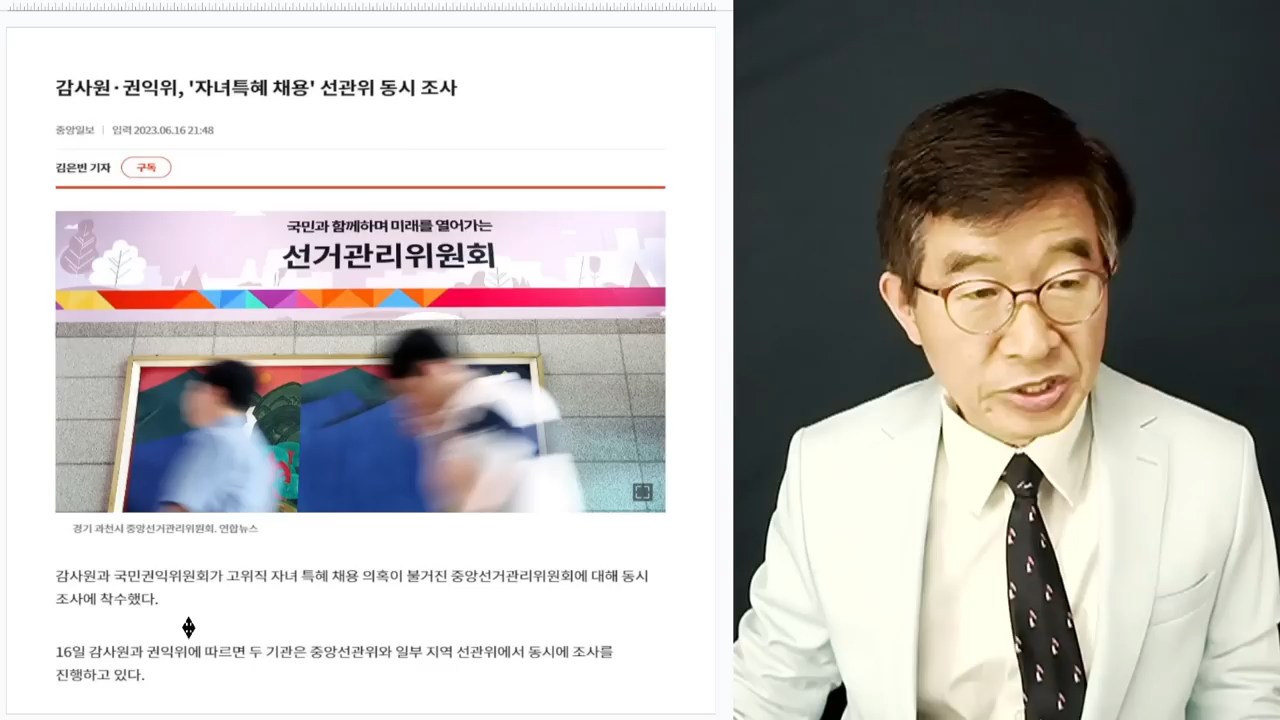 감사원·권익위, '자녀특혜 채용' 선관위 동시 조사
중앙일보 | 입력 2023.06.16 21:48
김은빈 기자 구독
국민과 함께하며 미래를 열어가는
선거관리위원회
경기 과천시 중앙선거관리위원회. 연합뉴스
감사원과 국민권익위원회가 고위직 자녀 특혜 채용 의혹이 불거진 중앙선거관리위원회에 대해 동시
조사에 착수했다.
16일 감사원과 권익위에 따르면 두 기관은 중앙선관위와 일부 지역 선관위에서 동시에 조사를
진행하고 있다.